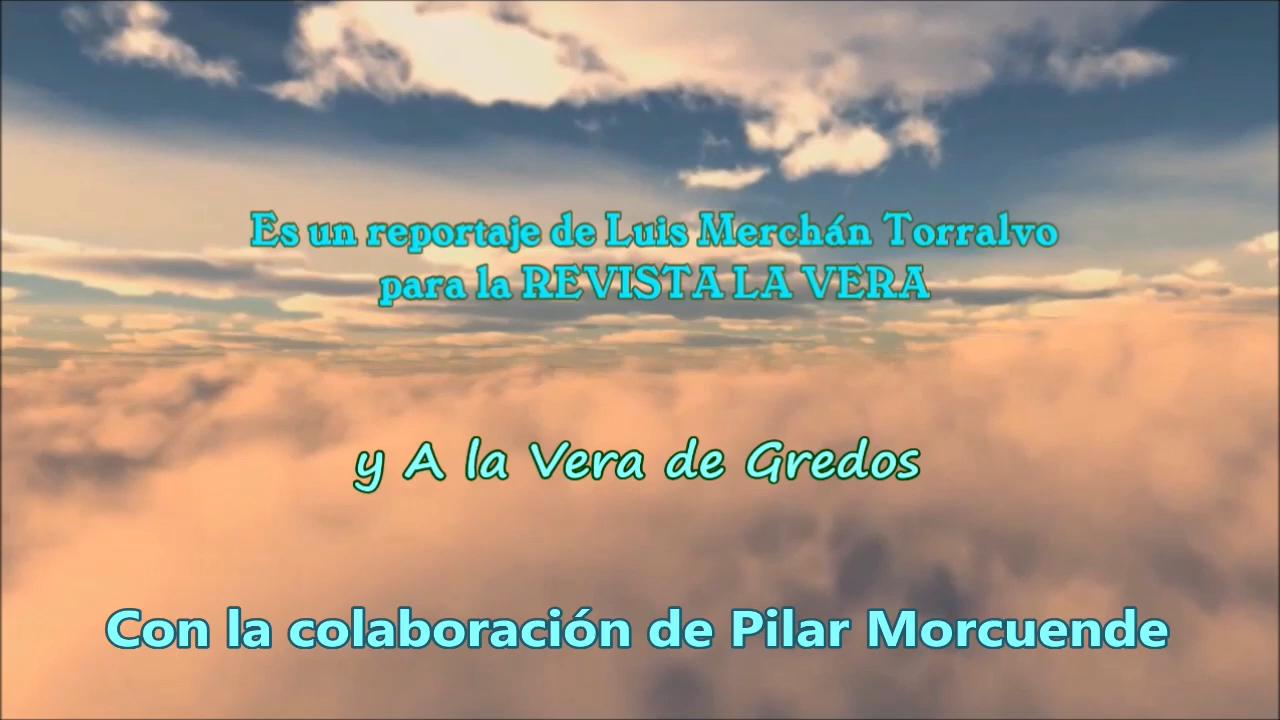 Es un reportaje de Luis Merchán Torralvo
para la REVISTA LA VERA
y A la Vera de Gredos
Con la colaboración de Pilar Morcuende